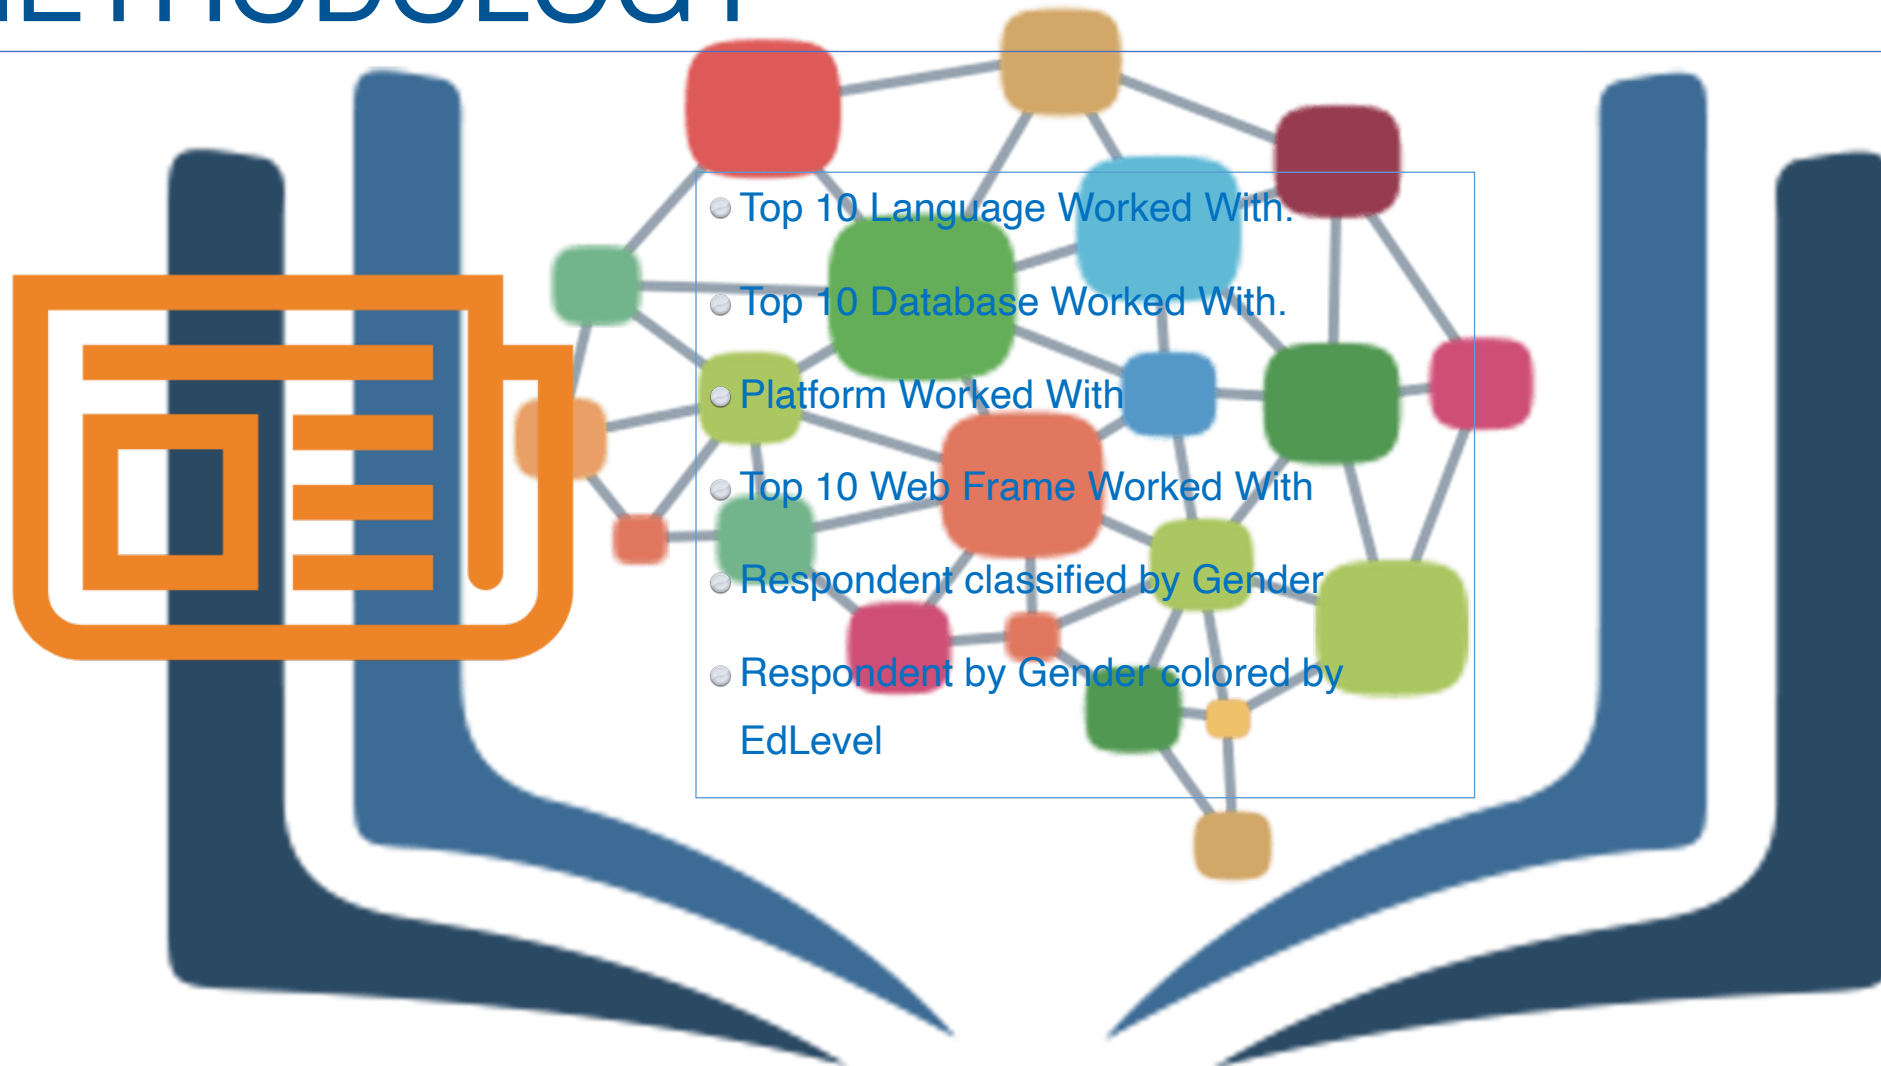 METHODOLOGY
Top 10 Language Worked With.
Top 10 Database Worked With.
Platform Worked With
Top 10 Web Frame Worked With
Respondent classified by Gender
Respondent by Gender colored by
EdLevel